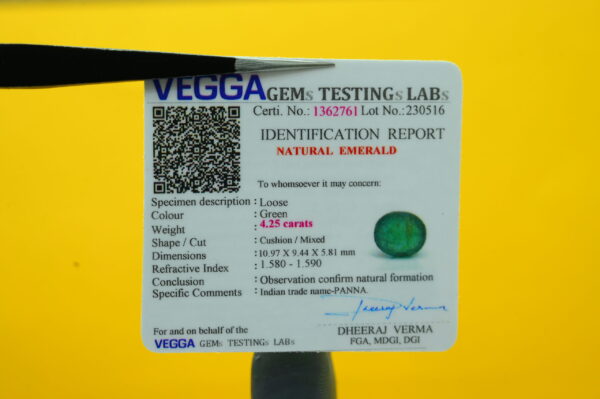 VEGGA GEMs TESTINGs LABs
Certi. No.: 1362761 Lot No.:230516
IDENTIFICATION REPORT
NATURAL EMERALD
To whomsoever it may concern:
Specimen description : Loose
Colour : Green
Weight : 4.25 carats
Shape / Cut : Cushion / Mixed
Dimensions : 10.97 X 9.44 X 5.81 mm
Refractive Index : 1.580 - 1.590
Conclusion : Observation confirm natural formation
Specific Comments : Indian trade name-PANNA.
Dheeraj Verma
For and on behalf of the
VEGGA GEMs TESTINGs LABs
DHEERAJ VERMA
FGA, MDGI, DGI